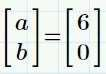 [a] = [6]
[b]   [0]